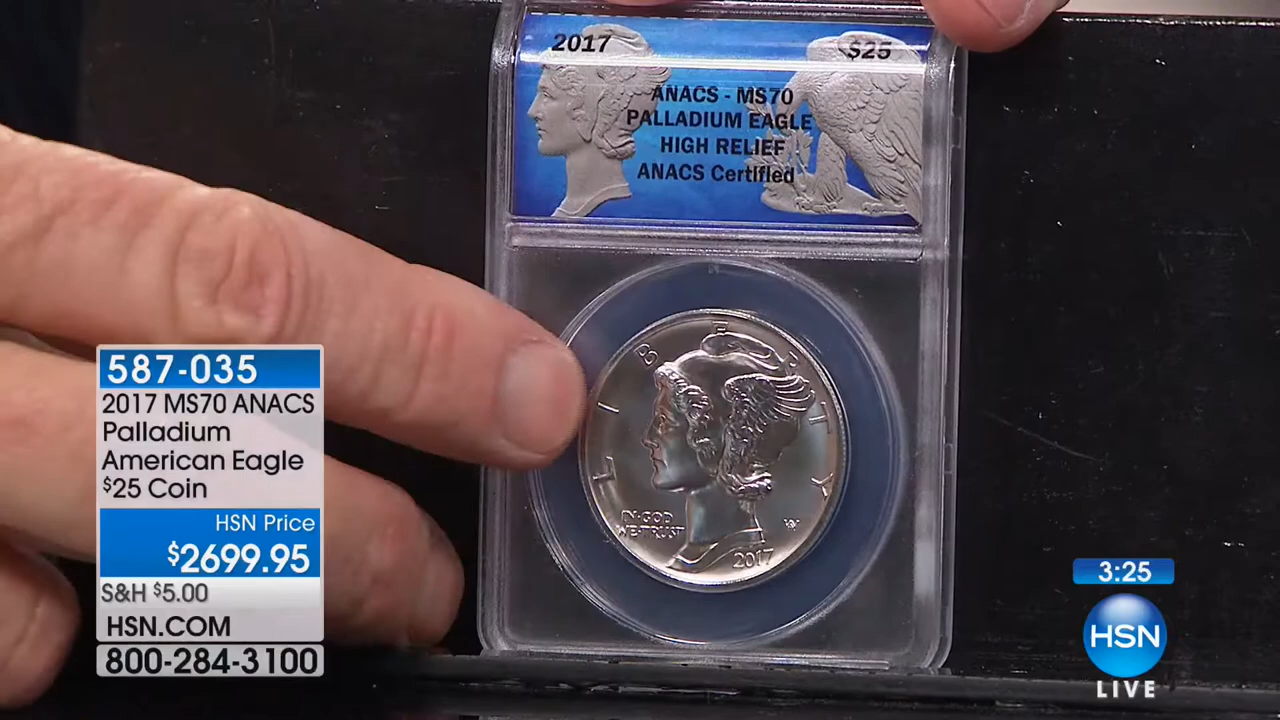 2017 $25
ANACS - MS70
PALLADIUM EAGLE
HIGH RELIEF
ANACS Certified
LIBERTY
IN·GOD
WE·TRUST
2017
587-035
2017 MS70 ANACS
Palladium
American Eagle
$25 Coin
HSN Price
$2699.95
S&H $5.00
HSN.COM
800-284-3100
3:25
HSN
LIVE